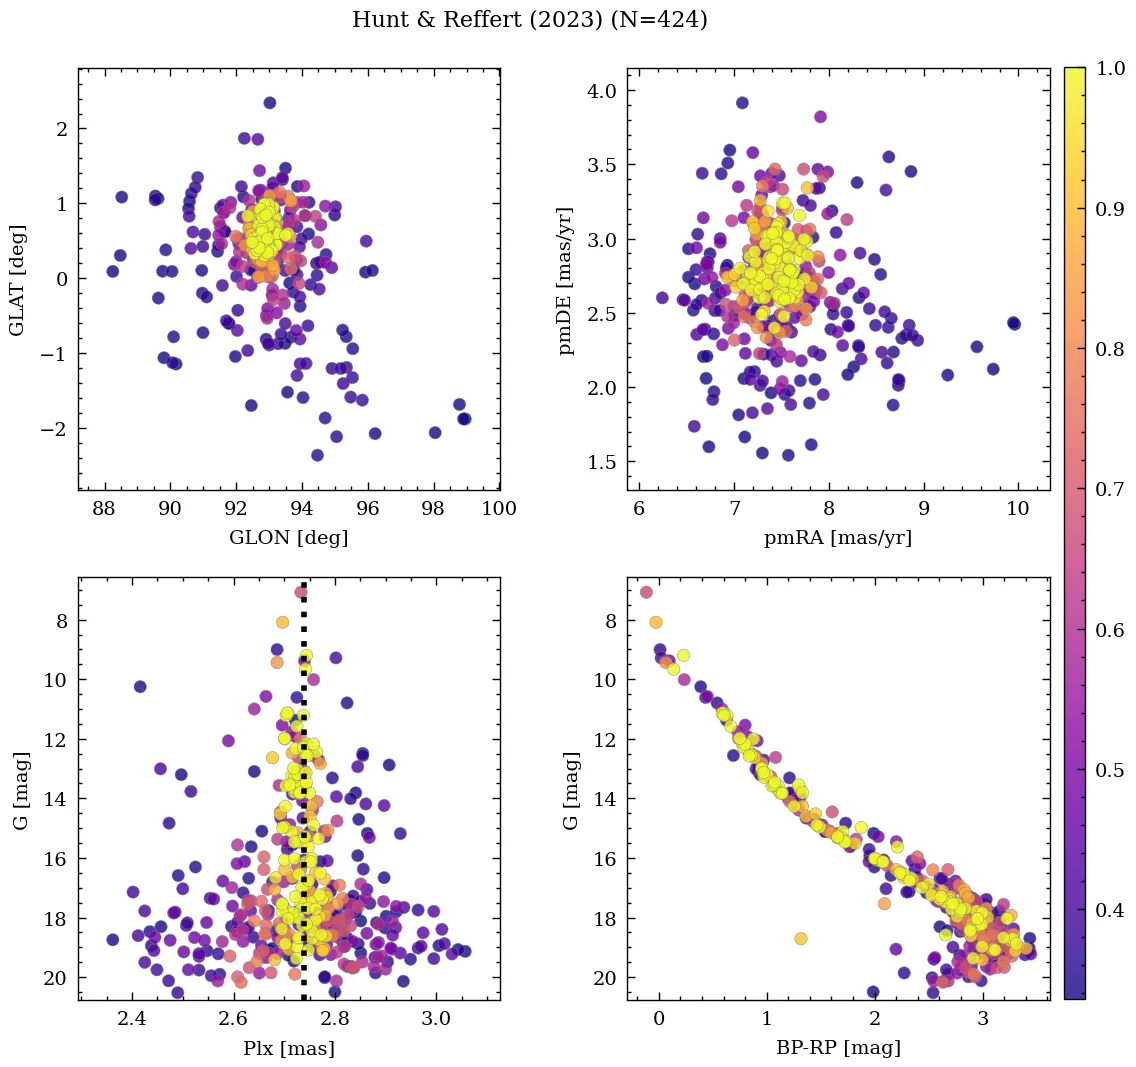 Hunt & Reffert (2023) (N=424)
GLAT [deg]
2
1
0
−1
−2
88 90 92 94 96 98 100
GLON [deg]
pmDE [mas/yr]
4.0
3.5
3.0
2.5
2.0
1.5
6 7 8 9 10
pmRA [mas/yr]
1.0
0.9
0.8
0.7
0.6
0.5
0.4
G [mag]
8
10
12
14
16
18
20
2.4 2.6 2.8 3.0
Plx [mas]
G [mag]
8
10
12
14
16
18
20
0 1 2 3
BP-RP [mag]